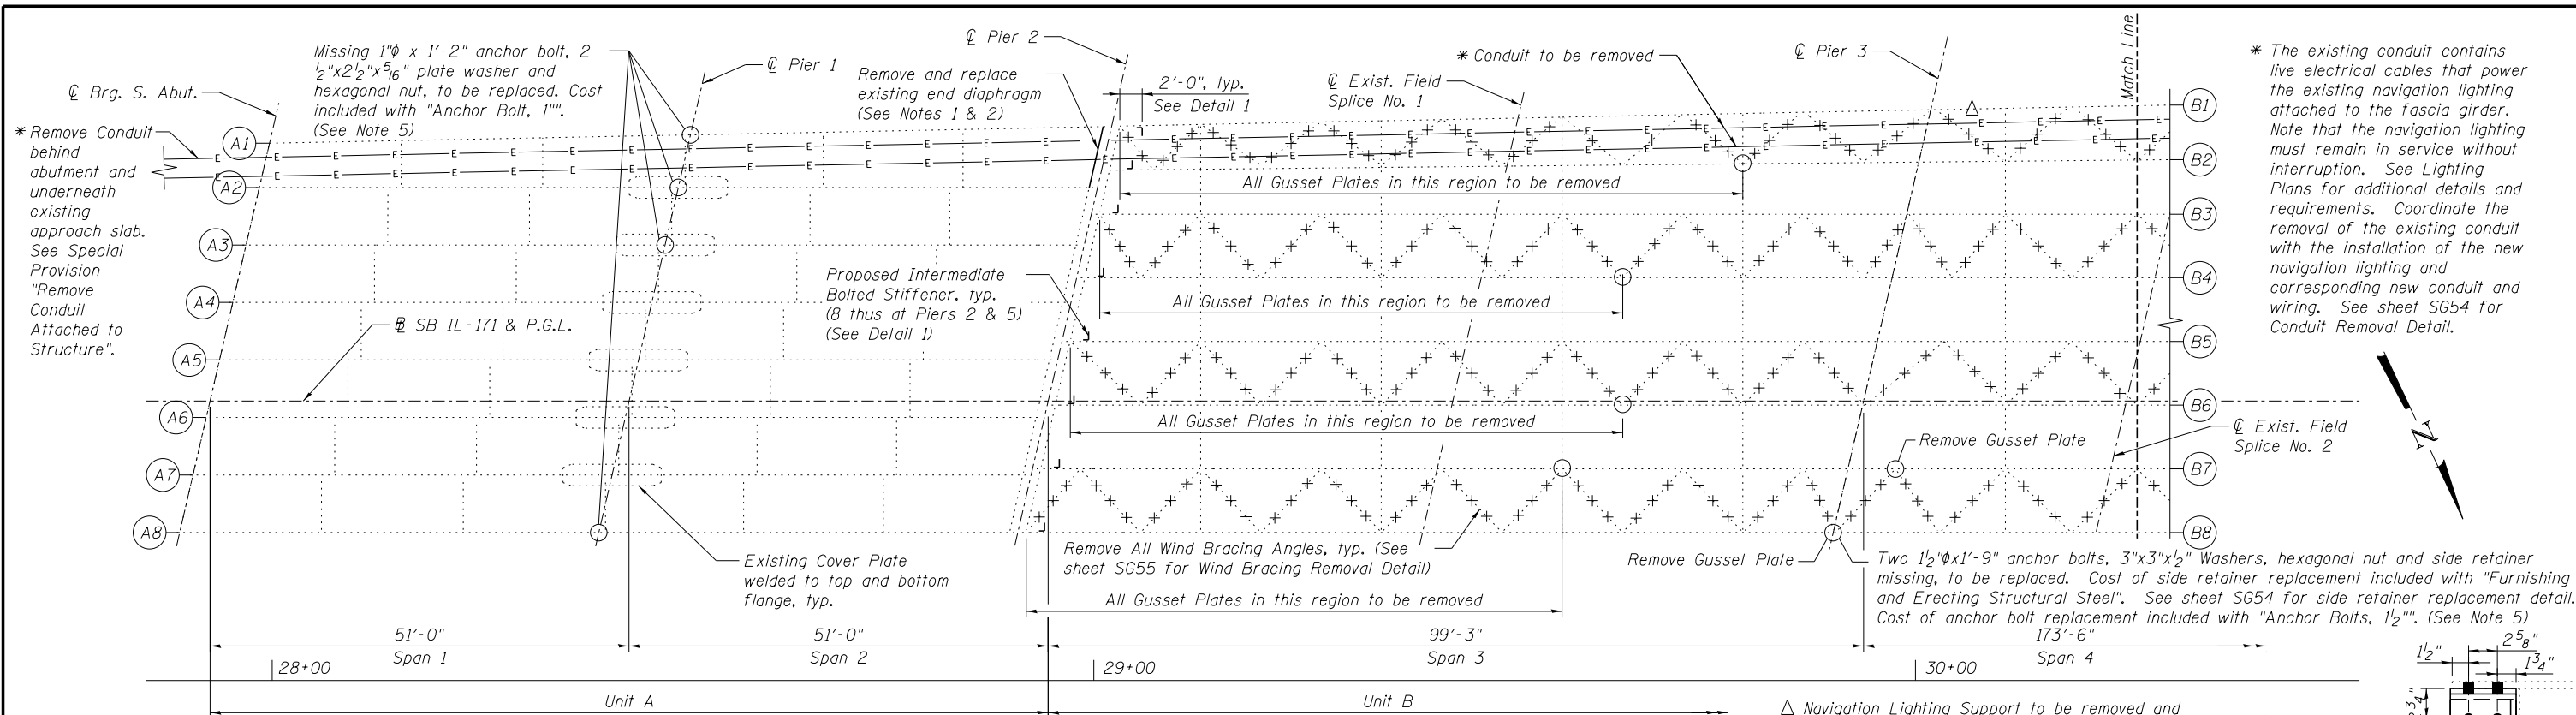 Missing 1"ϕ x 1'-2" anchor bolt, 2
1/2"x2 1/2"x5/16" plate washer and
hexagonal nut, to be replaced. Cost
included with "Anchor Bolt, 1"".
(See Note 5)
℄ Brg. S. Abut.
℄ Pier 1
℄ Pier 2
Remove and replace
existing end diaphragm
(See Notes 1 & 2)
2'-0", typ.
See Detail 1
* Conduit to be removed
℄ Exist. Field
Splice No. 1
℄ Pier 3
Match Line
* Remove Conduit
behind
abutment and
underneath
existing
approach slab.
See Special
Provision
"Remove
Conduit
Attached to
Structure".
* The existing conduit contains
live electrical cables that power
the existing navigation lighting
attached to the fascia girder.
Note that the navigation lighting
must remain in service without
interruption. See Lighting
Plans for additional details and
requirements. Coordinate the
removal of the existing conduit
with the installation of the new
navigation lighting and
corresponding new conduit and
wiring. See sheet SG54 for
Conduit Removal Detail.
A1
A2
A3
A4
A5
A6
A7
A8
B1
B2
B3
B4
B5
B6
B7
B8
E E E E E E E E E E E E E E E E E E E E E E E E E E E E E E E E E
E E E E E E E E E E E E E E E E E E E E E E E E E E E E E E E E E
All Gusset Plates in this region to be removed
Proposed Intermediate
Bolted Stiffener, typ.
(8 thus at Piers 2 & 5)
(See Detail 1)
All Gusset Plates in this region to be removed
SB IL-171 & P.G.L.
All Gusset Plates in this region to be removed
Remove Gusset Plate
℄ Exist. Field
Splice No. 2
N
Existing Cover Plate
welded to top and bottom
flange, typ.
Remove All Wind Bracing Angles, typ. (See
sheet SG55 for Wind Bracing Removal Detail)
Remove Gusset Plate
Two 1 1/2"ϕx1'-9" anchor bolts, 3"x3"x1/2" Washers, hexagonal nut and side retainer
missing, to be replaced. Cost of side retainer replacement included with "Furnishing
and Erecting Structural Steel". See sheet SG54 for side retainer replacement detail.
Cost of anchor bolt replacement included with "Anchor Bolts, 1 1/2"". (See Note 5)
All Gusset Plates in this region to be removed
51'-0"
Span 1
51'-0"
Span 2
99'-3"
Span 3
173'-6"
Span 4
28+00
29+00
30+00
Unit A
Unit B
1 1/2"
2 5/8"
1 3/4"
△ Navigation Lighting Support to be removed and